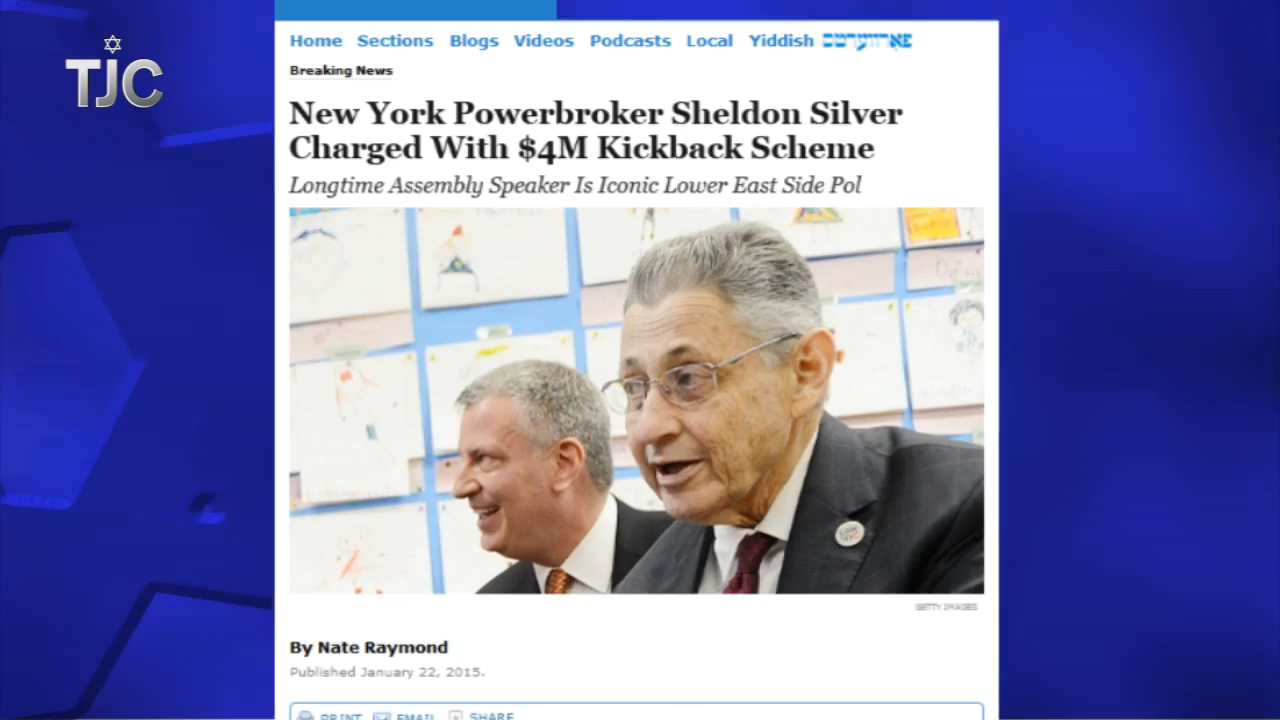 TJC
Home Sections Blogs Videos Podcasts Local Yiddish פֿאָרווערטס
Breaking News
New York Powerbroker Sheldon Silver
Charged With $4M Kickback Scheme
Longtime Assembly Speaker Is Iconic Lower East Side Pol
GETTY IMAGES
By Nate Raymond
Published January 22, 2015.
PRINT EMAIL SHARE